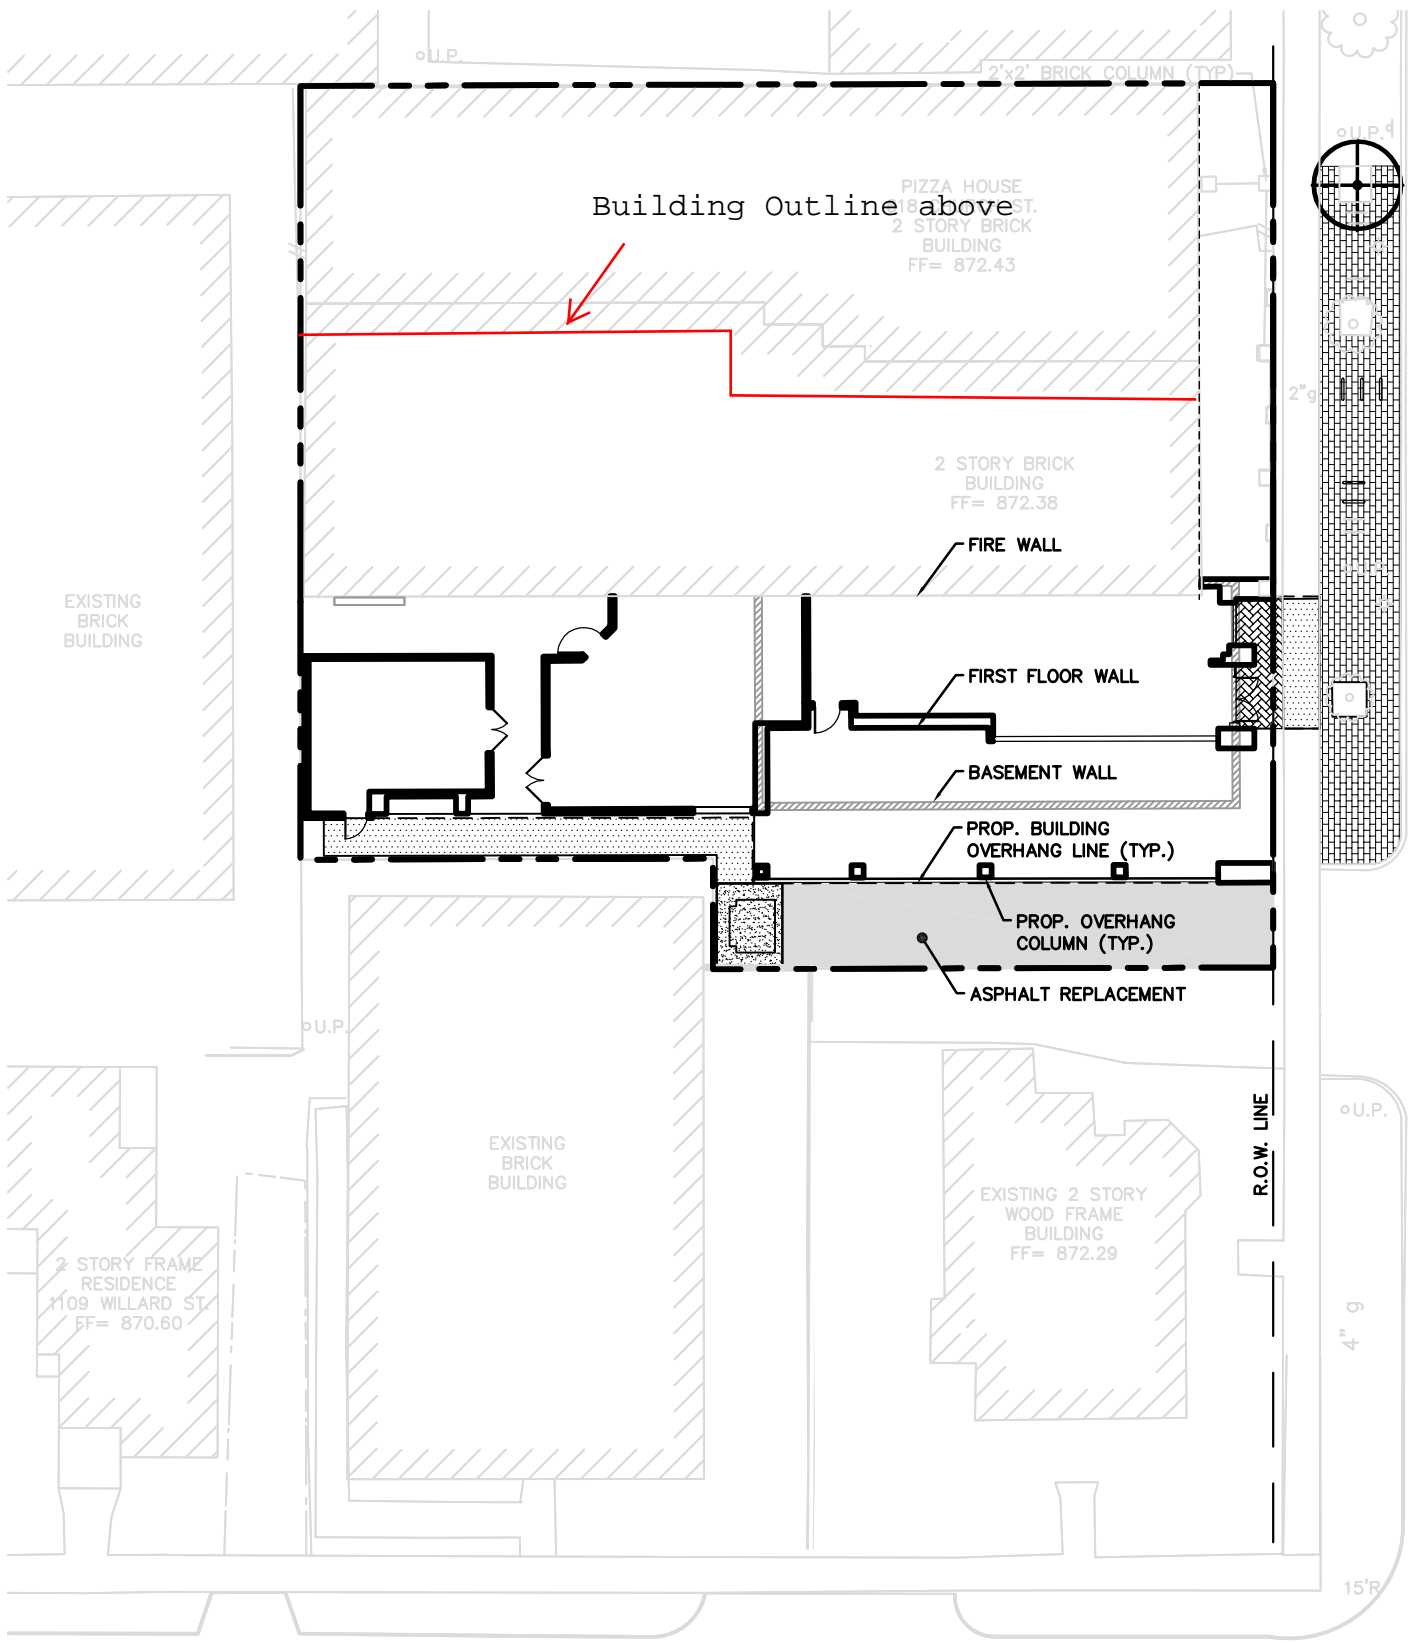 U.P.
2'x2' BRICK COLUMN (TYP)
U.P.
PIZZA HOUSE
ST.
2 STORY BRICK
BUILDING
FF= 872.43
Building Outline above
2"g
2 STORY BRICK
BUILDING
FF= 872.38
FIRE WALL
EXISTING
BRICK
BUILDING
FIRST FLOOR WALL
BASEMENT WALL
PROP. BUILDING
OVERHANG LINE (TYP.)
PROP. OVERHANG
COLUMN (TYP.)
ASPHALT REPLACEMENT
U.P.
U.P.
R.O.W. LINE
EXISTING
BRICK
BUILDING
EXISTING 2 STORY
WOOD FRAME
BUILDING
FF= 872.29
2 STORY FRAME
RESIDENCE
1109 WILLARD ST.
FF= 870.60
4" g
15'R